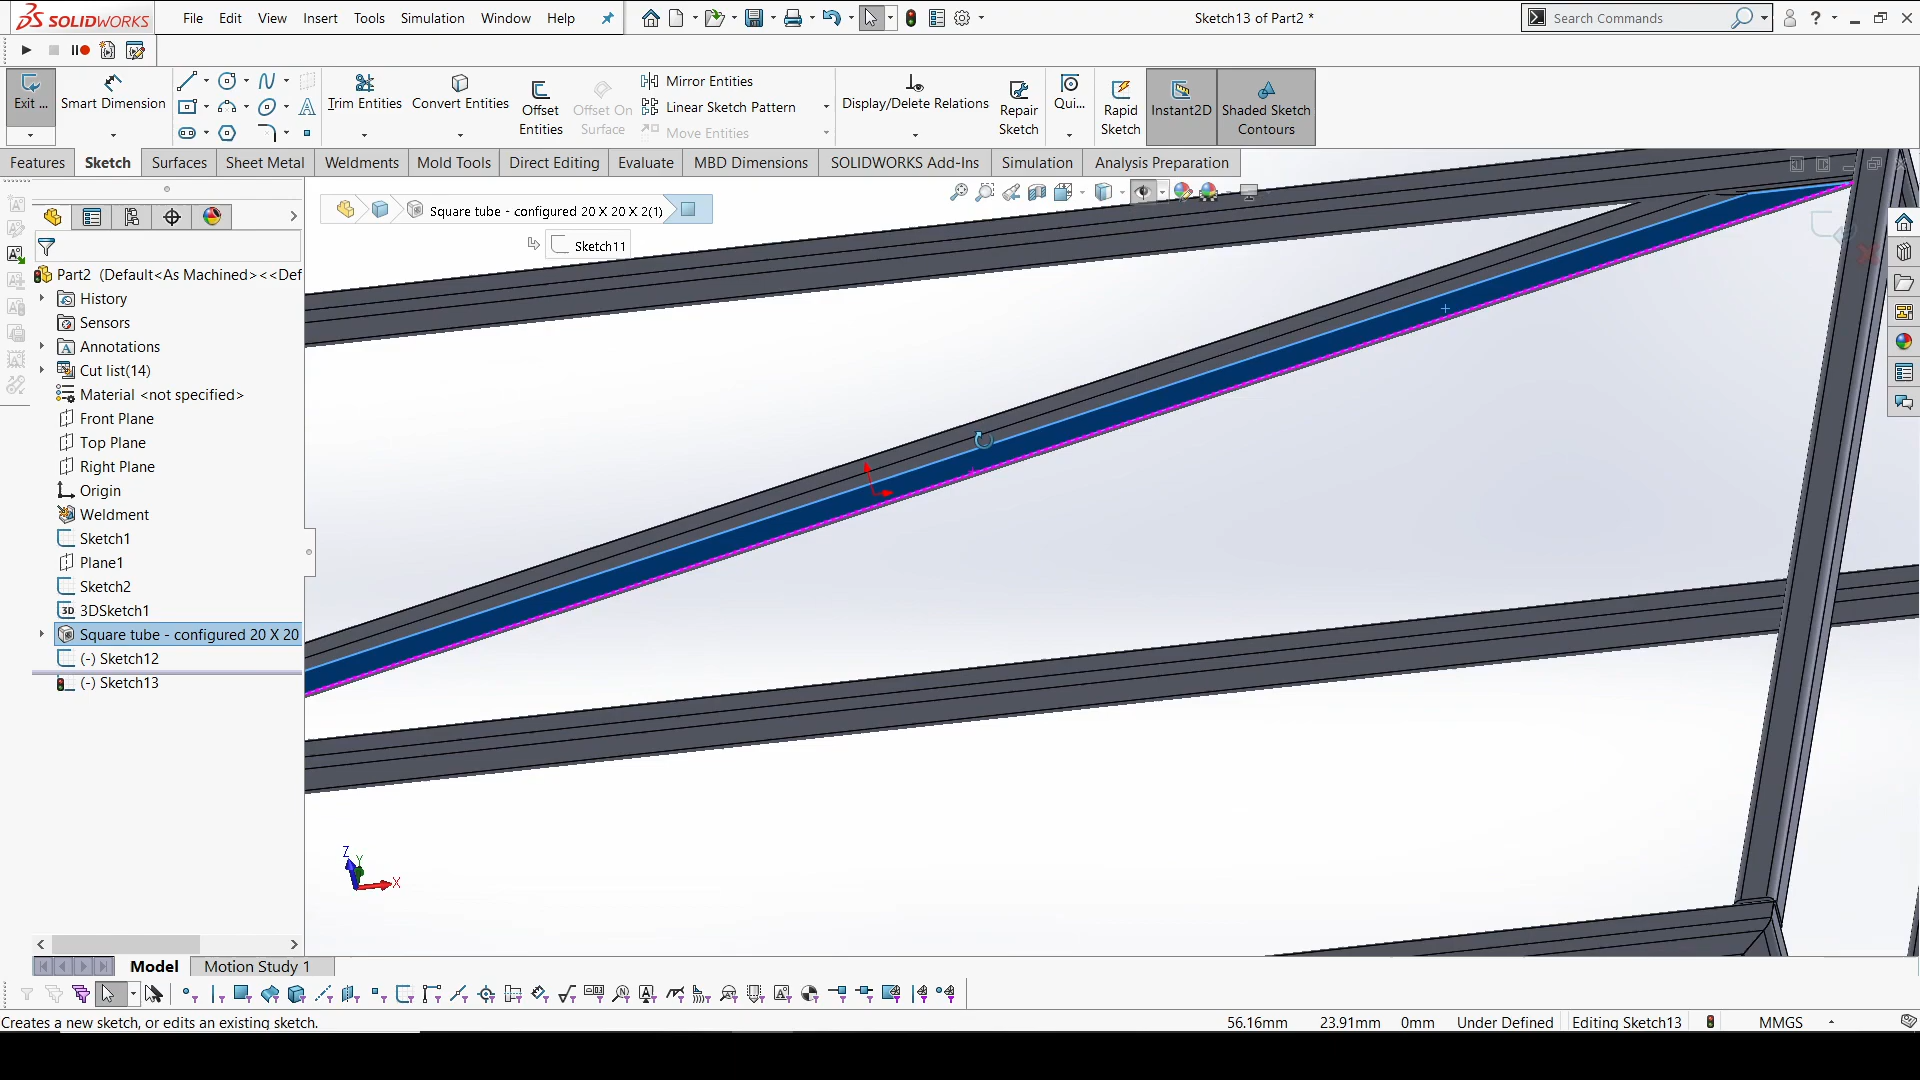 SOLIDWORKS
File Edit View Insert Tools Simulation Window Help
Sketch13 of Part2 *
Search Commands
Exit ...
Smart Dimension
Trim Entities
Convert Entities
Offset Entities
Offset On Surface
Mirror Entities
Linear Sketch Pattern
Move Entities
Display/Delete Relations
Repair Sketch
Qui...
Rapid Sketch
Instant2D
Shaded Sketch Contours
Features Sketch Surfaces Sheet Metal Weldments Mold Tools Direct Editing Evaluate MBD Dimensions SOLIDWORKS Add-Ins Simulation Analysis Preparation
Square tube - configured 20 X 20 X 2(1)
Sketch11
Part2 (Default<As Machined><<Def
History
Sensors
Annotations
Cut list(14)
Material <not specified>
Front Plane
Top Plane
Right Plane
Origin
Weldment
Sketch1
Plane1
Sketch2
3D 3DSketch1
Square tube - configured 20 X 20
(-) Sketch12
(-) Sketch13
Z
Y
X
Model Motion Study 1
Creates a new sketch, or edits an existing sketch.
56.16mm 23.91mm 0mm Under Defined Editing Sketch13 MMGS